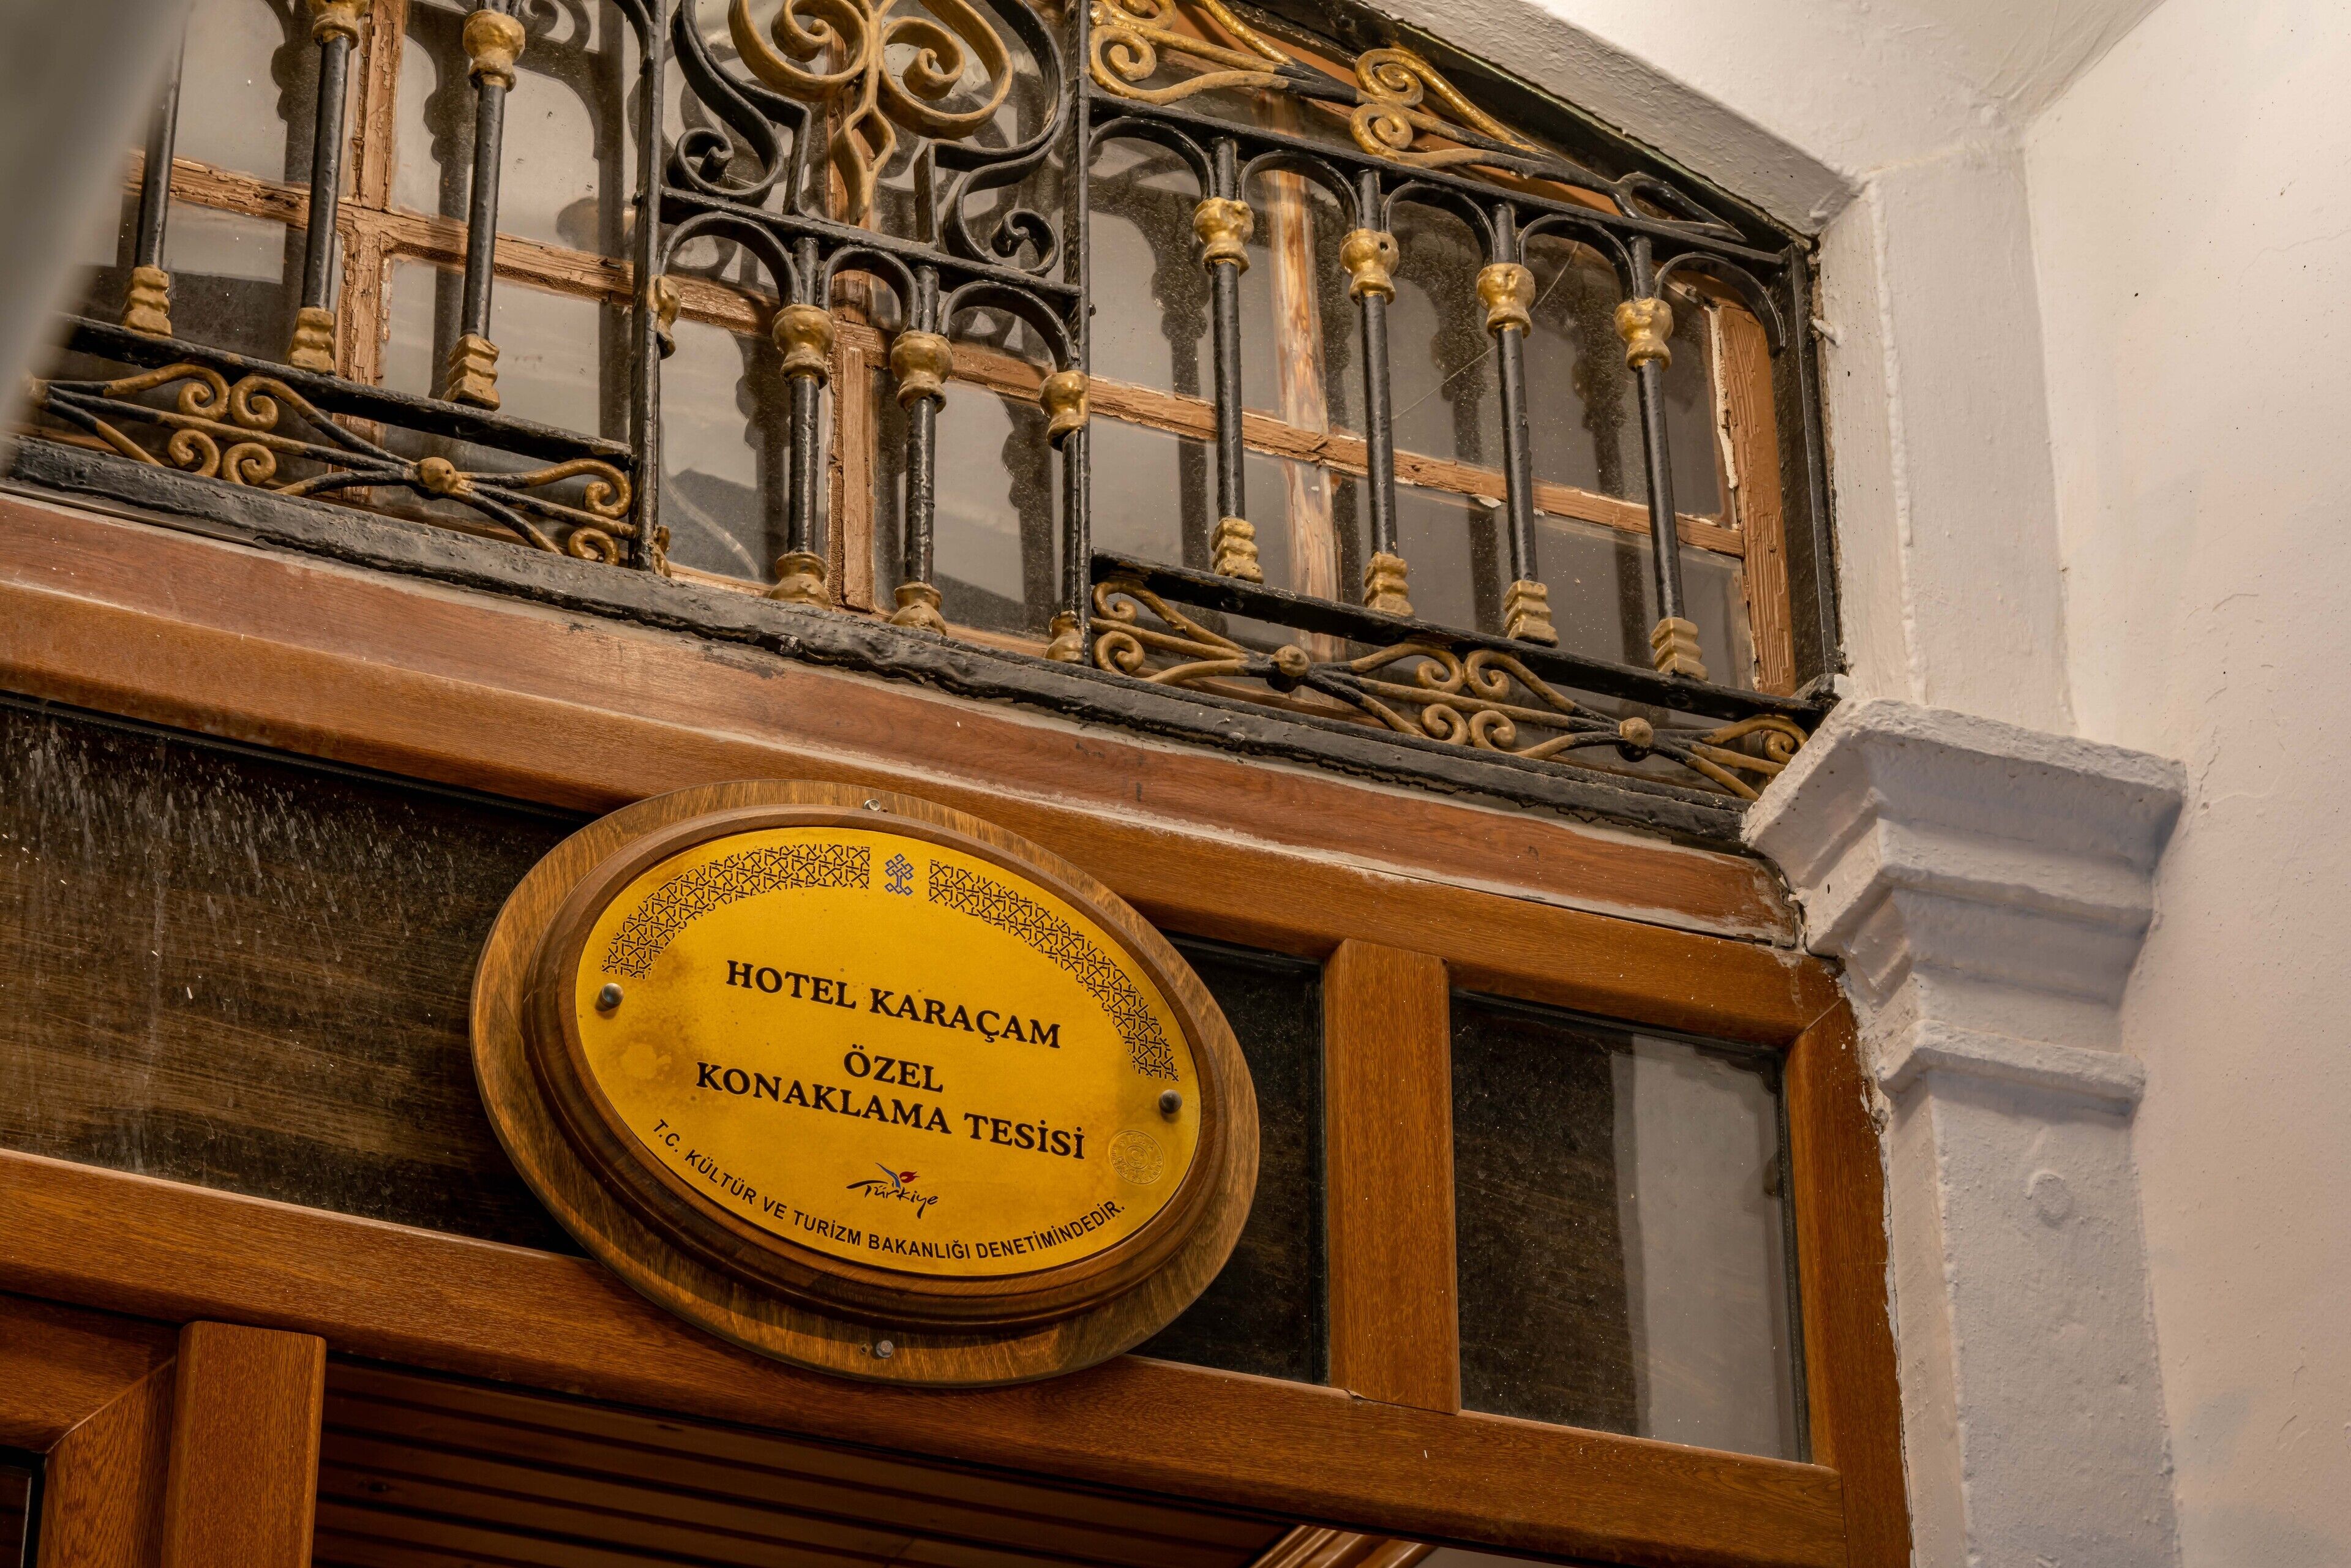 HOTEL KARAÇAM
ÖZEL
KONAKLAMA TESİSİ
Türkiye
T.C. KÜLTÜR VE TURİZM BAKANLIĞI DENETİMİNDEDİR.